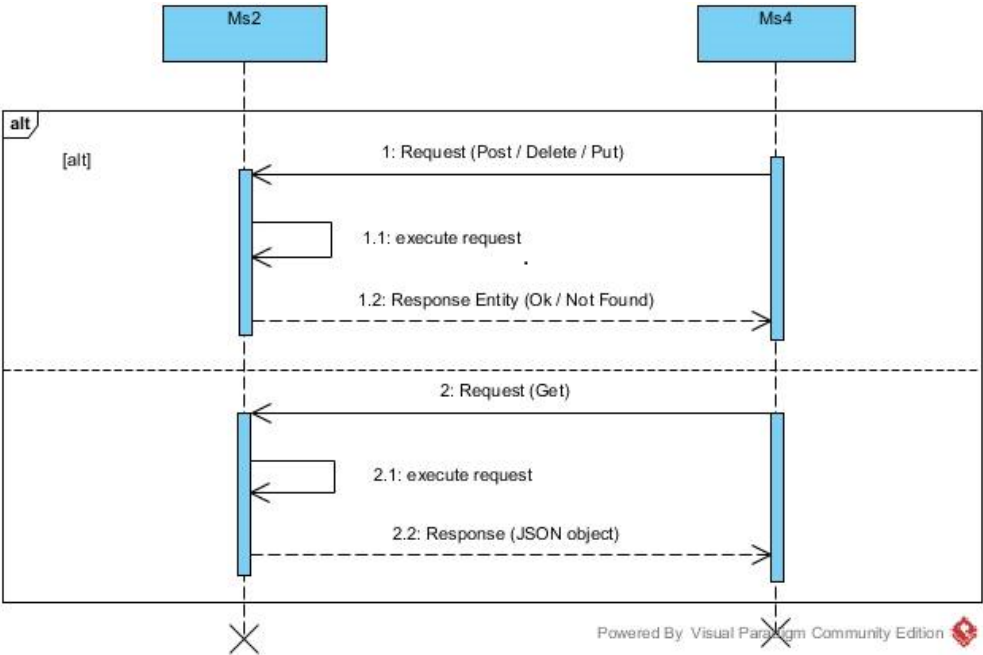 Ms2
Ms4
alt
[alt]
1: Request (Post / Delete / Put)
1.1: execute request
1.2: Response Entity (Ok / Not Found)
2: Request (Get)
2.1: execute request
2.2: Response (JSON object)
Powered By Visual Paradigm Community Edition